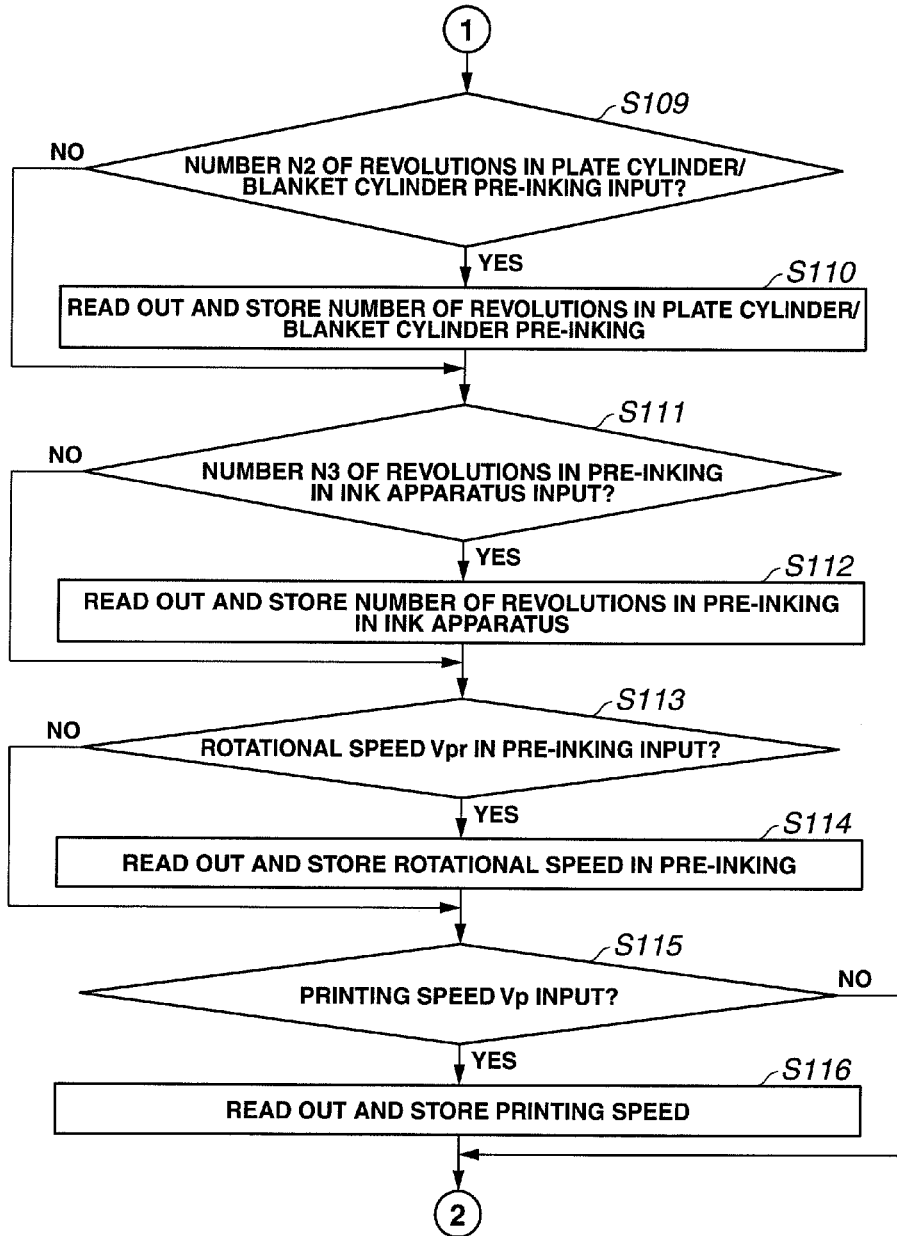 1
S109
NO
NUMBER N2 OF REVOLUTIONS IN PLATE CYLINDER/
BLANKET CYLINDER PRE-INKING INPUT?
YES
S110
READ OUT AND STORE NUMBER OF REVOLUTIONS IN PLATE CYLINDER/
BLANKET CYLINDER PRE-INKING
S111
NO
NUMBER N3 OF REVOLUTIONS IN PRE-INKING
IN INK APPARATUS INPUT?
YES
S112
READ OUT AND STORE NUMBER OF REVOLUTIONS IN PRE-INKING
IN INK APPARATUS
S113
NO
ROTATIONAL SPEED Vpr IN PRE-INKING INPUT?
YES
S114
READ OUT AND STORE ROTATIONAL SPEED IN PRE-INKING
S115
PRINTING SPEED Vp INPUT?
NO
YES
S116
READ OUT AND STORE PRINTING SPEED
2